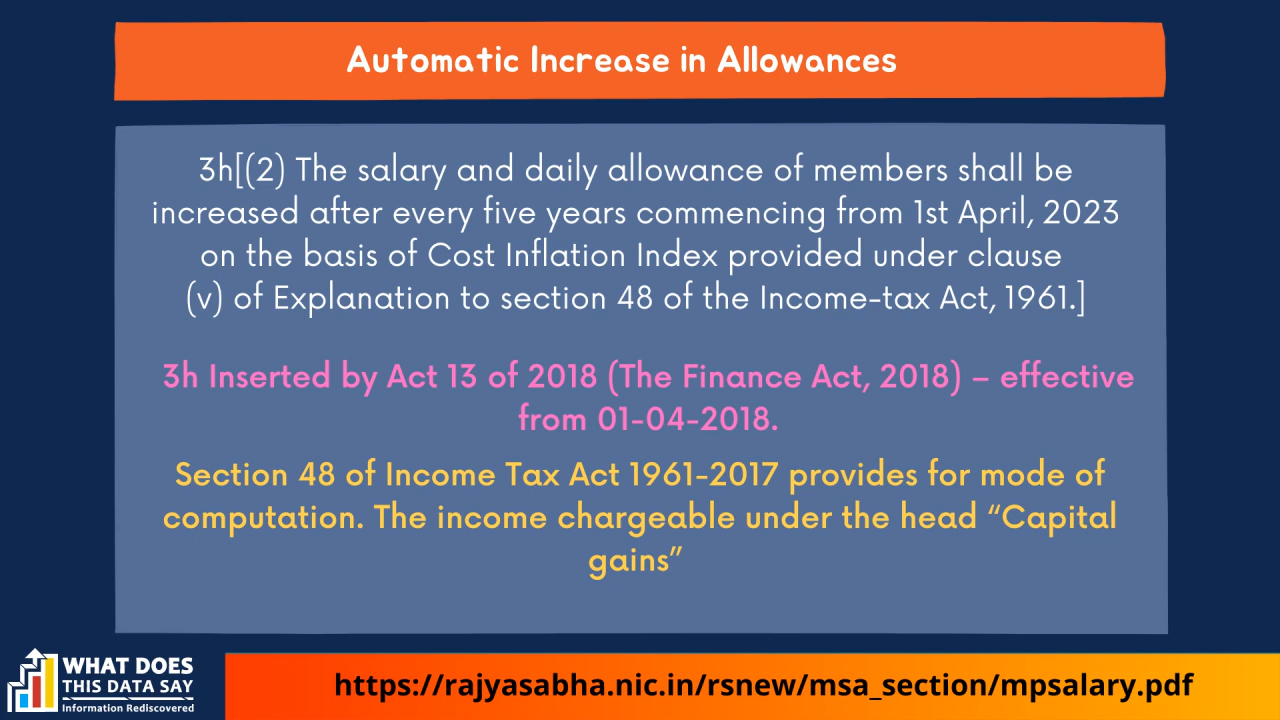 Automatic Increase in Allowances
3h[(2) The salary and daily allowance of members shall be
increased after every five years commencing from 1st April, 2023
on the basis of Cost Inflation Index provided under clause
(v) of Explanation to section 48 of the Income-tax Act, 1961.]
3h Inserted by Act 13 of 2018 (The Finance Act, 2018) – effective
from 01-04-2018.
Section 48 of Income Tax Act 1961-2017 provides for mode of
computation. The income chargeable under the head “Capital
gains”
WHAT DOES
THIS DATA SAY
Information Rediscovered
https://rajyasabha.nic.in/rsnew/msa_section/mpsalary.pdf